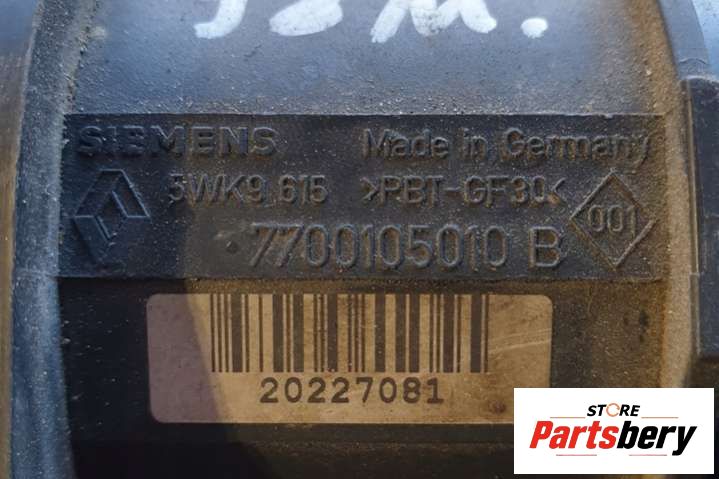 SIEMENS Made in Germany
5WK9 615 >PBT-GF30<
001
7700105010 B
20227081
STORE
Partsbery